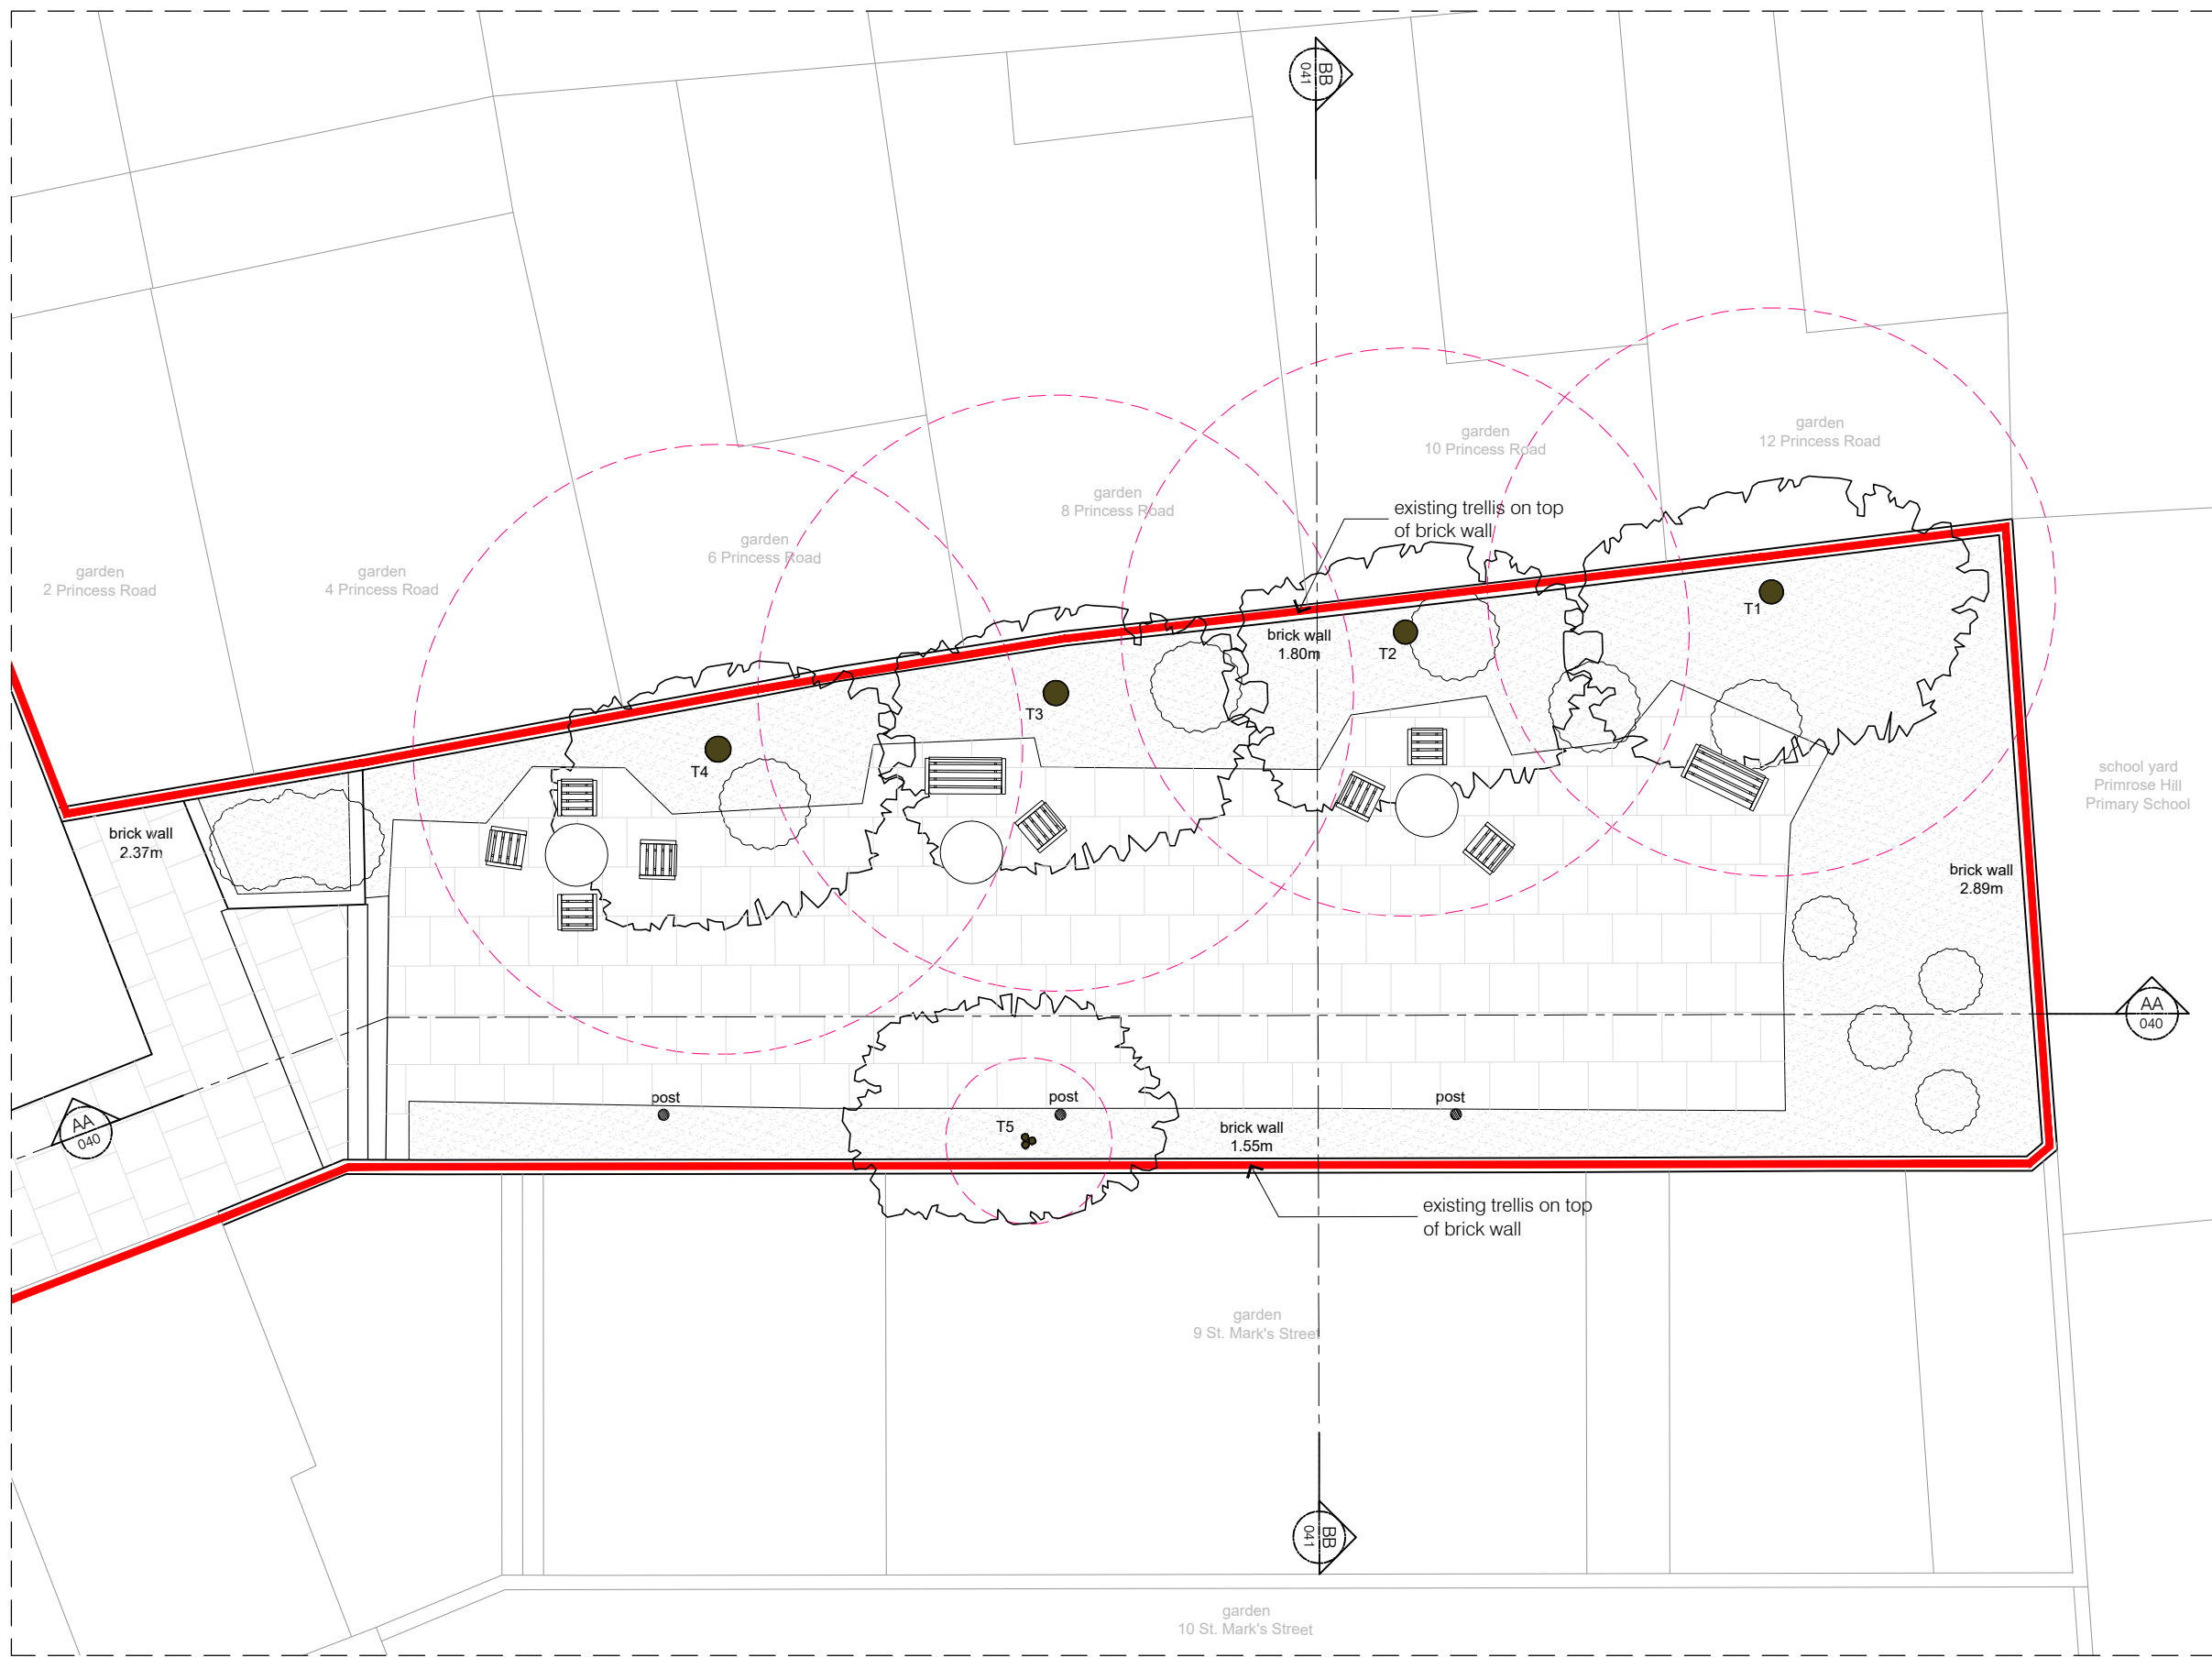 BB
041
garden
12 Princess Road
garden
10 Princess Road
garden
8 Princess Road
existing trellis on top
of brick wall
garden
6 Princess Road
garden
4 Princess Road
garden
2 Princess Road
T1
brick wall
1.80m
T2
T3
T4
school yard
Primrose Hill
Primary School
brick wall
2.37m
brick wall
2.89m
AA
040
post
post
post
AA
040
T5
brick wall
1.55m
existing trellis on top
of brick wall
garden
9 St. Mark's Street
BB
041
garden
10 St. Mark's Street